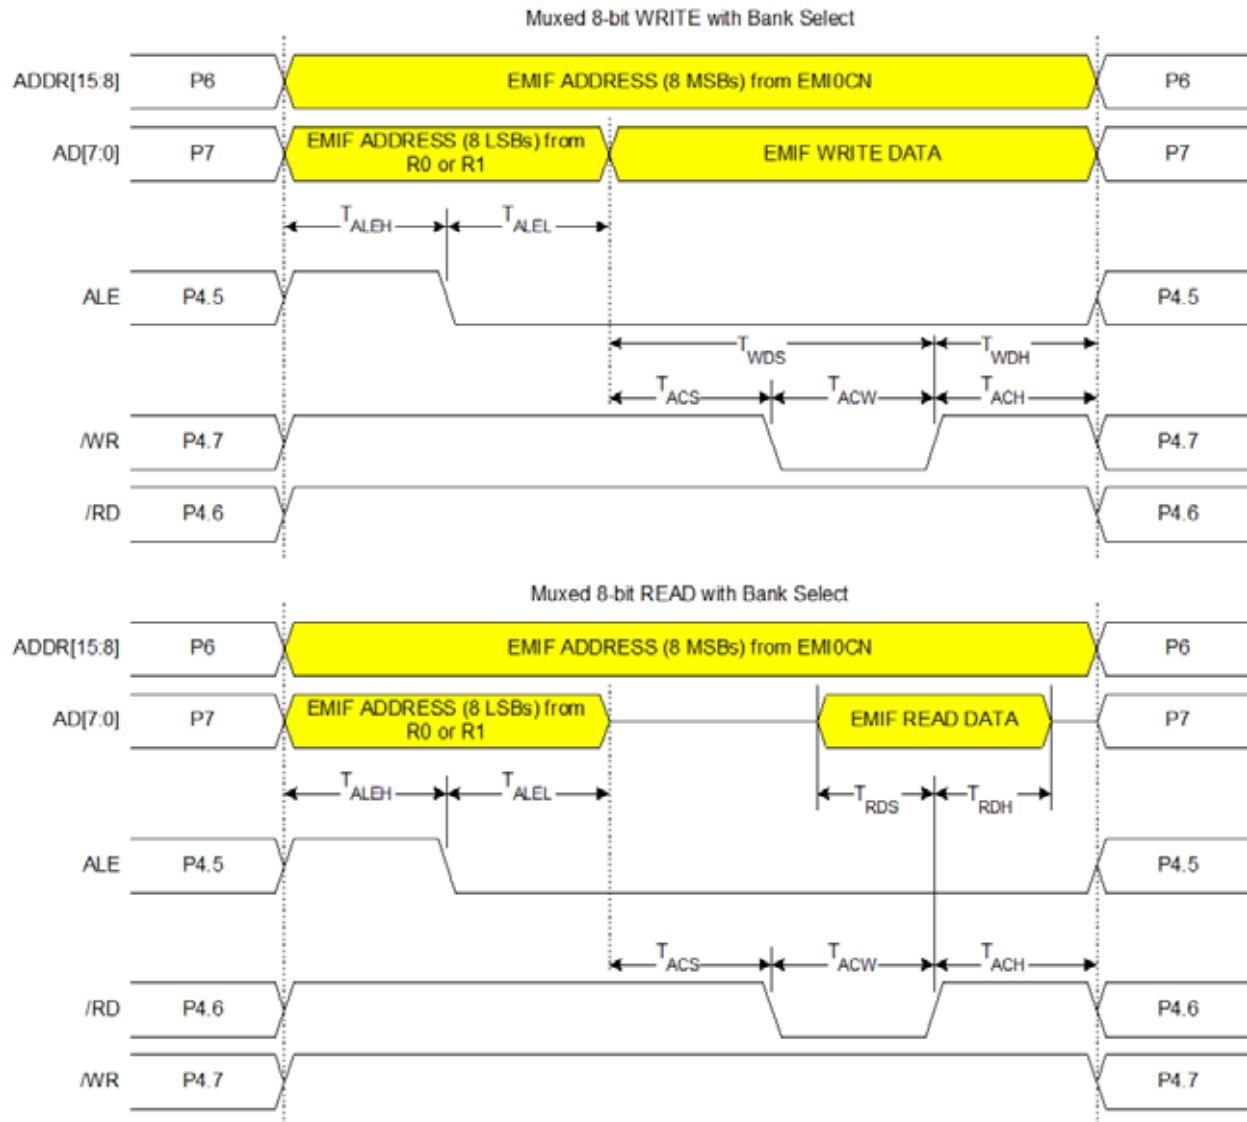 Muxed 8-bit WRITE with Bank Select
ADDR[15:8] P6 EMIF ADDRESS (8 MSBs) from EMI0CN P6
AD[7:0] P7 EMIF ADDRESS (8 LSBs) from R0 or R1 EMIF WRITE DATA P7
TALEH TALEL
ALE P4.5 P4.5
TWDS TWDH
TACS TACW TACH
/WR P4.7 P4.7
/RD P4.6 P4.6
Muxed 8-bit READ with Bank Select
ADDR[15:8] P6 EMIF ADDRESS (8 MSBs) from EMI0CN P6
AD[7:0] P7 EMIF ADDRESS (8 LSBs) from R0 or R1 EMIF READ DATA P7
TALEH TALEL TRDS TRDH
ALE P4.5 P4.5
TACS TACW TACH
/RD P4.6 P4.6
/WR P4.7 P4.7